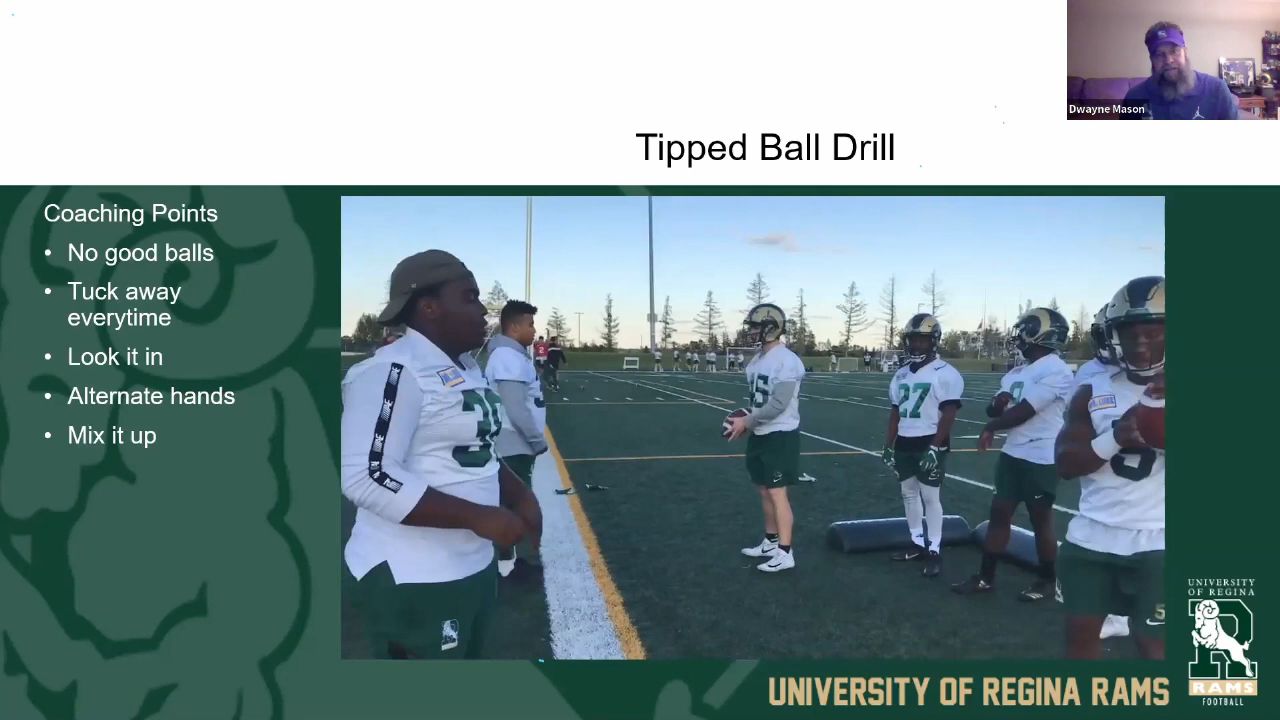 Dwayne Mason
Tipped Ball Drill
Coaching Points
• No good balls
• Tuck away
everytime
• Look it in
• Alternate hands
• Mix it up
27
UNIVERSITY
OF REGINA
R
RAMS
FOOTBALL
UNIVERSITY OF REGINA RAMS